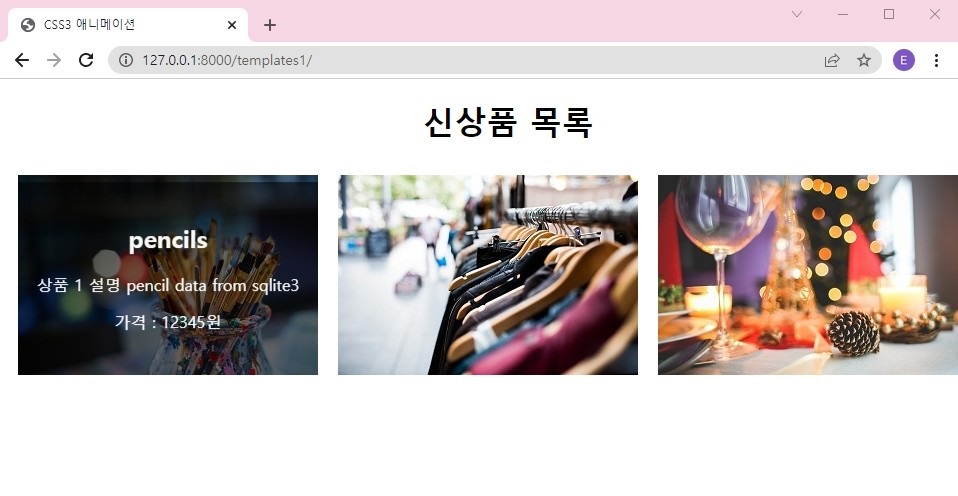 CSS3 애니메이션
127.0.0.1:8000/templates1/
E
신상품 목록
pencils
상품 1 설명 pencil data from sqlite3
가격 : 12345원